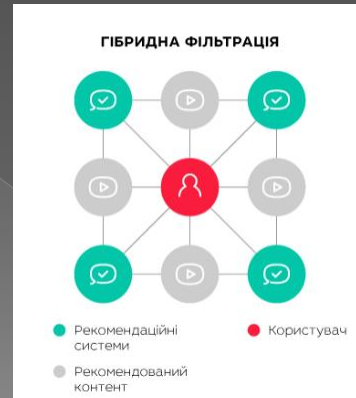 ГІБРИДНА ФІЛЬТРАЦІЯ
Рекомендаційні
системи
Користувач
Рекомендований
контент